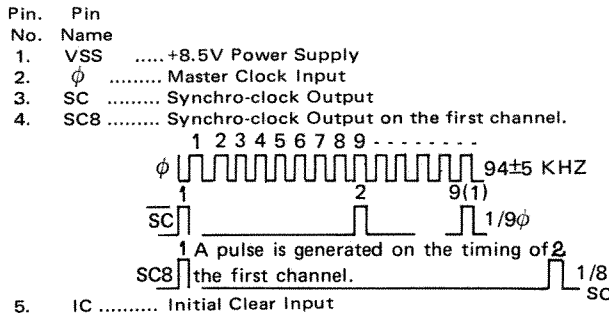 Pin. Pin
No. Name
1. VSS ..... +8.5V Power Supply
2. ϕ ......... Master Clock Input
3. SC ......... Synchro-clock Output
4. SC8 ......... Synchro-clock Output on the first channel.
1 2 3 4 5 6 7 8 9 - - - - - - - -
ϕ 94±5 KHZ
1 2 9(1)
S̅C̅ 1/9ϕ
1 A pulse is generated on the timing of 2
SC8 the first channel. 1/8
SC
5. IC .......... Initial Clear Input